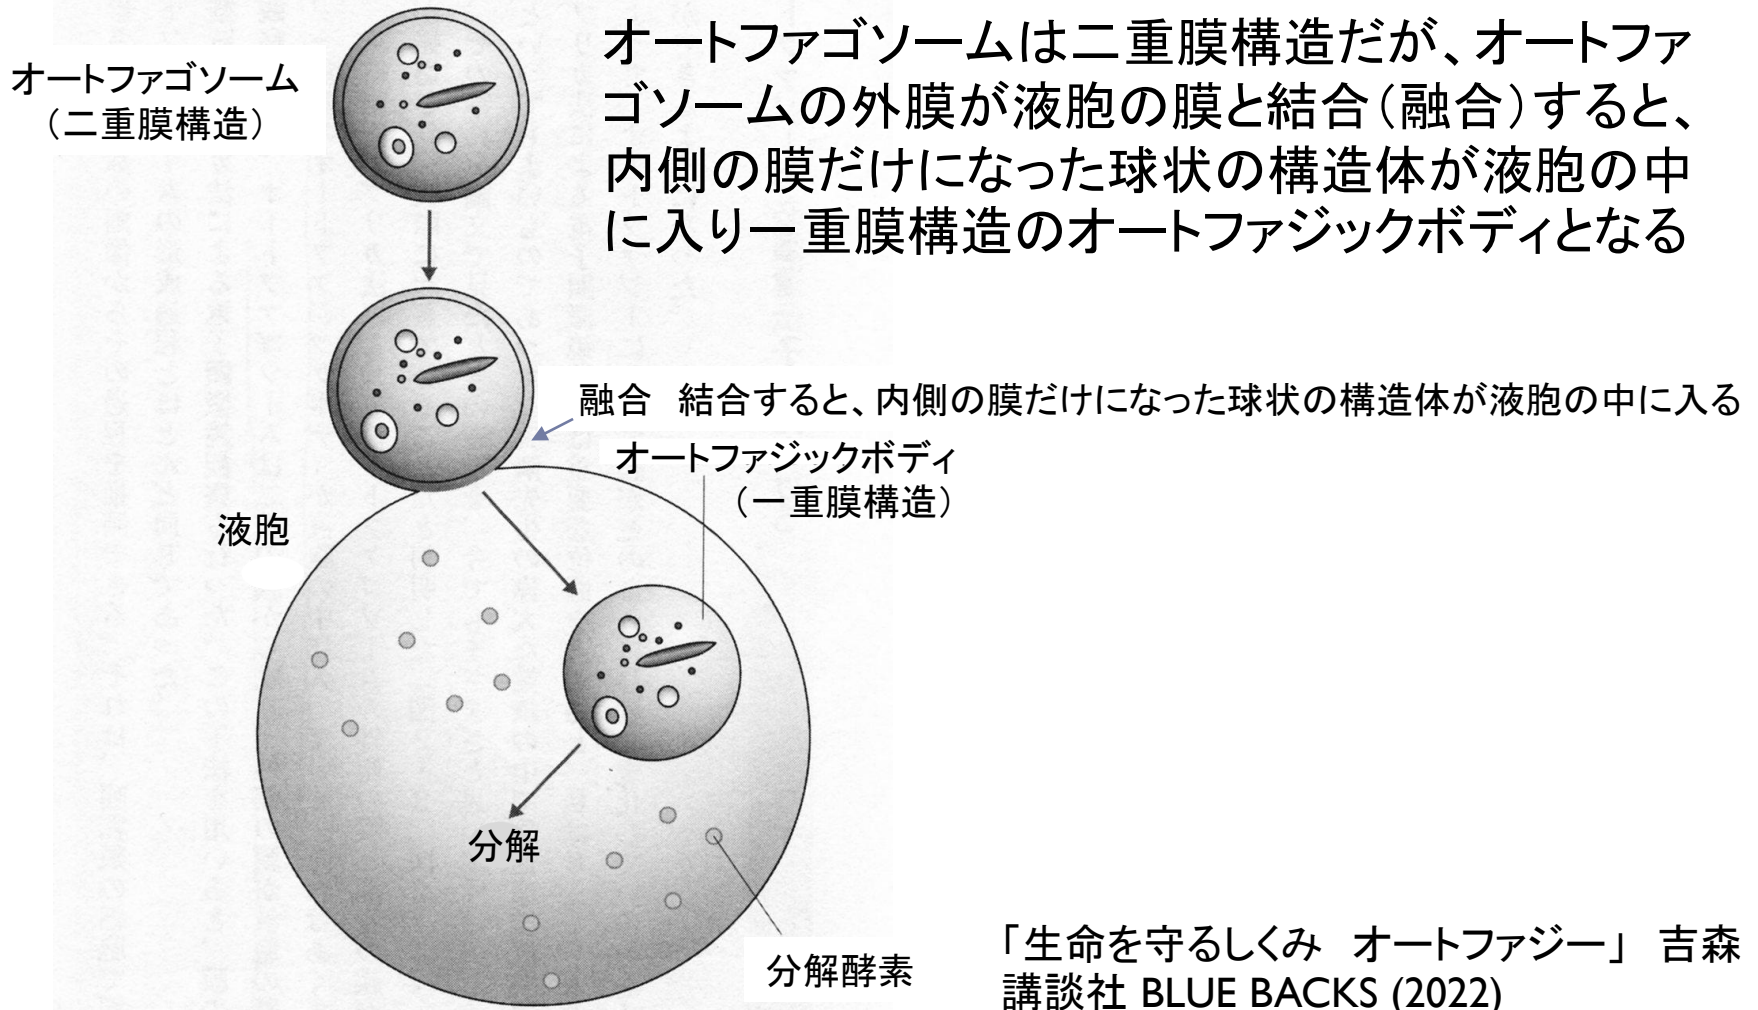 オートファゴソームは二重膜構造だが、オートファ
ゴソームの外膜が液胞の膜と結合（融合）すると、
内側の膜だけになった球状の構造体が液胞の中
に入り一重膜構造のオートファジックボディとなる
オートファゴソーム
（二重膜構造）
融合　結合すると、内側の膜だけになった球状の構造体が液胞の中に入る
オートファジックボディ
（一重膜構造）
液胞
分解
分解酵素
「生命を守るしくみ　オートファジー」　吉森
講談社 BLUE BACKS (2022)